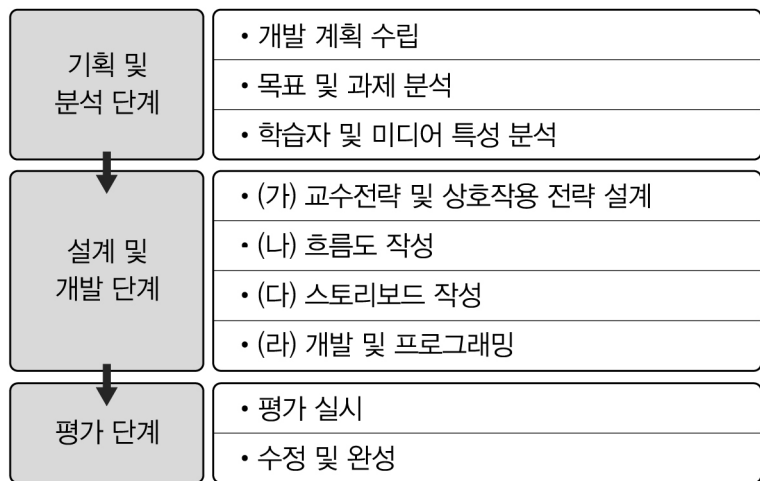 기획 및
분석 단계
• 개발 계획 수립
• 목표 및 과제 분석
• 학습자 및 미디어 특성 분석
설계 및
개발 단계
• (가) 교수전략 및 상호작용 전략 설계
• (나) 흐름도 작성
• (다) 스토리보드 작성
• (라) 개발 및 프로그래밍
평가 단계
• 평가 실시
• 수정 및 완성